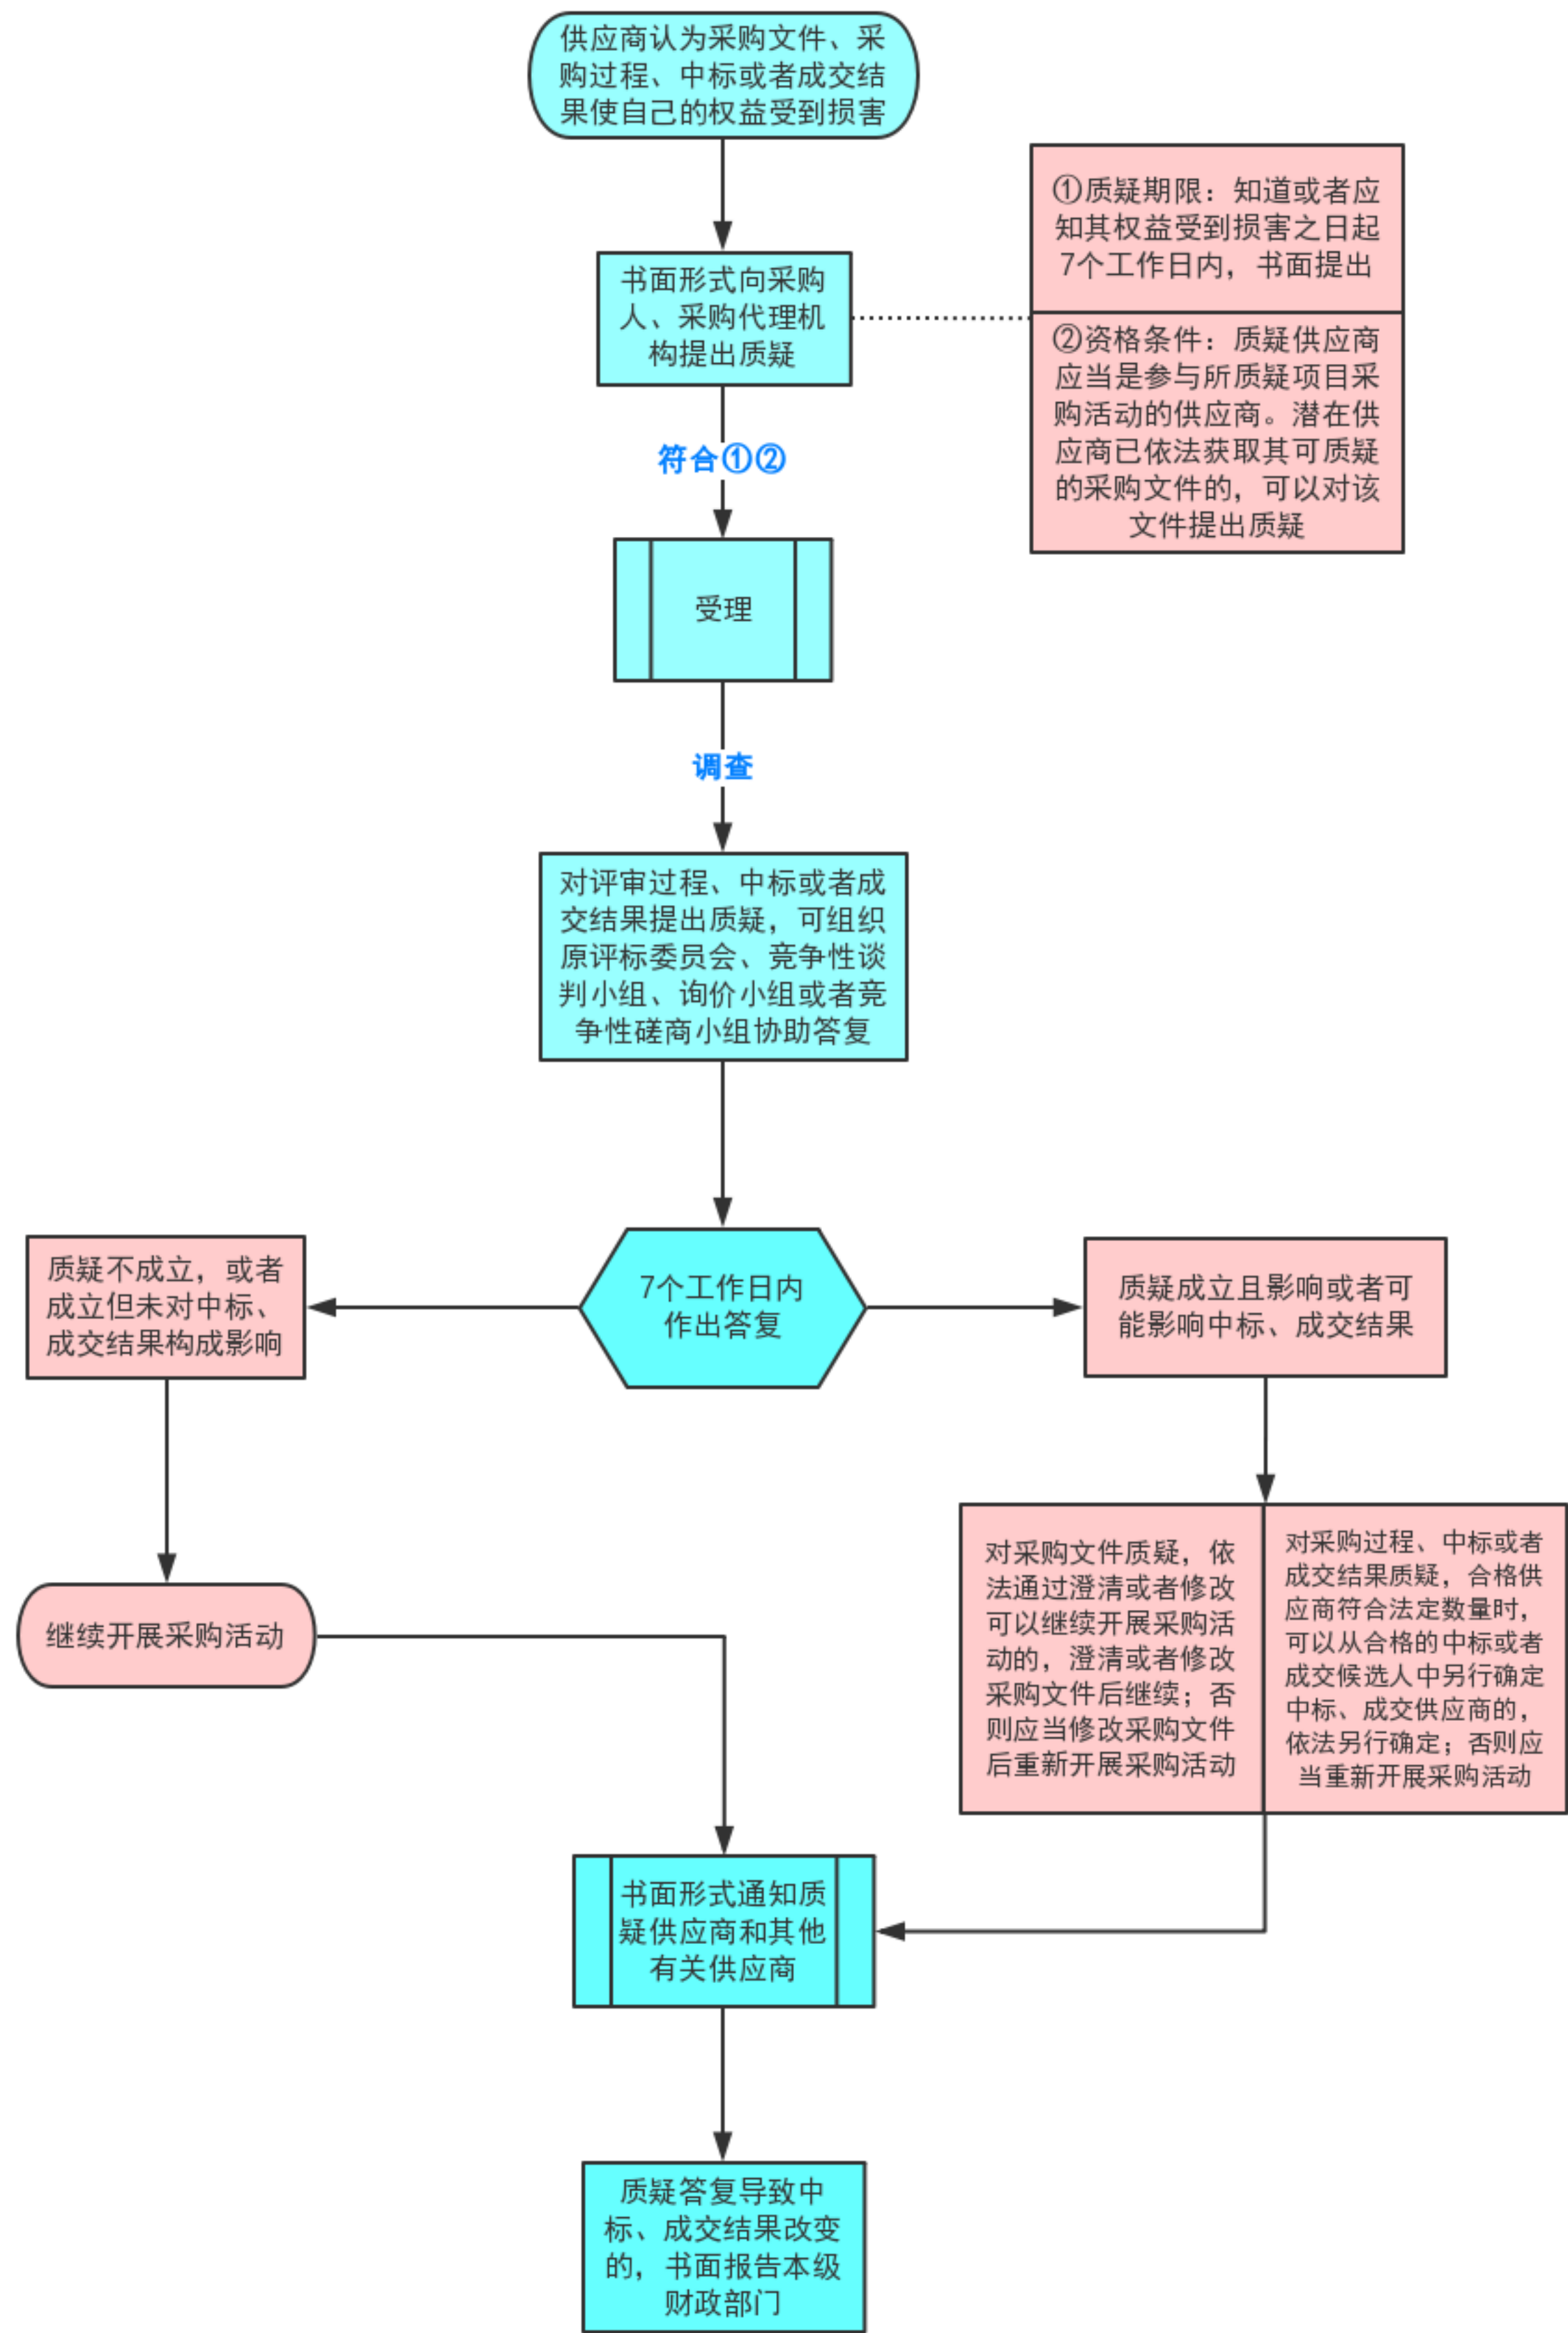 供应商认为采购文件、采
购过程、中标或者成交结
果使自己的权益受到损害
①质疑期限：知道或者应
知其权益受到损害之日起
7个工作日内，书面提出
书面形式向采购
人、采购代理机
构提出质疑
②资格条件：质疑供应商
应当是参与所质疑项目采
购活动的供应商。潜在供
应商已依法获取其可质疑
的采购文件的，可以对该
文件提出质疑
符合①②
受理
调查
对评审过程、中标或者成
交结果提出质疑，可组织
原评标委员会、竞争性谈
判小组、询价小组或者竞
争性磋商小组协助答复
7个工作日内
作出答复
质疑不成立，或者
成立但未对中标、
成交结果构成影响
质疑成立且影响或者可
能影响中标、成交结果
继续开展采购活动
对采购文件质疑，依
法通过澄清或者修改
可以继续开展采购活
动的，澄清或者修改
采购文件后继续；否
则应当修改采购文件
后重新开展采购活动
对采购过程、中标或者
成交结果质疑，合格供
应商符合法定数量时，
可以从合格的中标或者
成交候选人中另行确定
中标、成交供应商的，
依法另行确定；否则应
当重新开展采购活动
书面形式通知质
疑供应商和其他
有关供应商
质疑答复导致中
标、成交结果改变
的，书面报告本级
财政部门